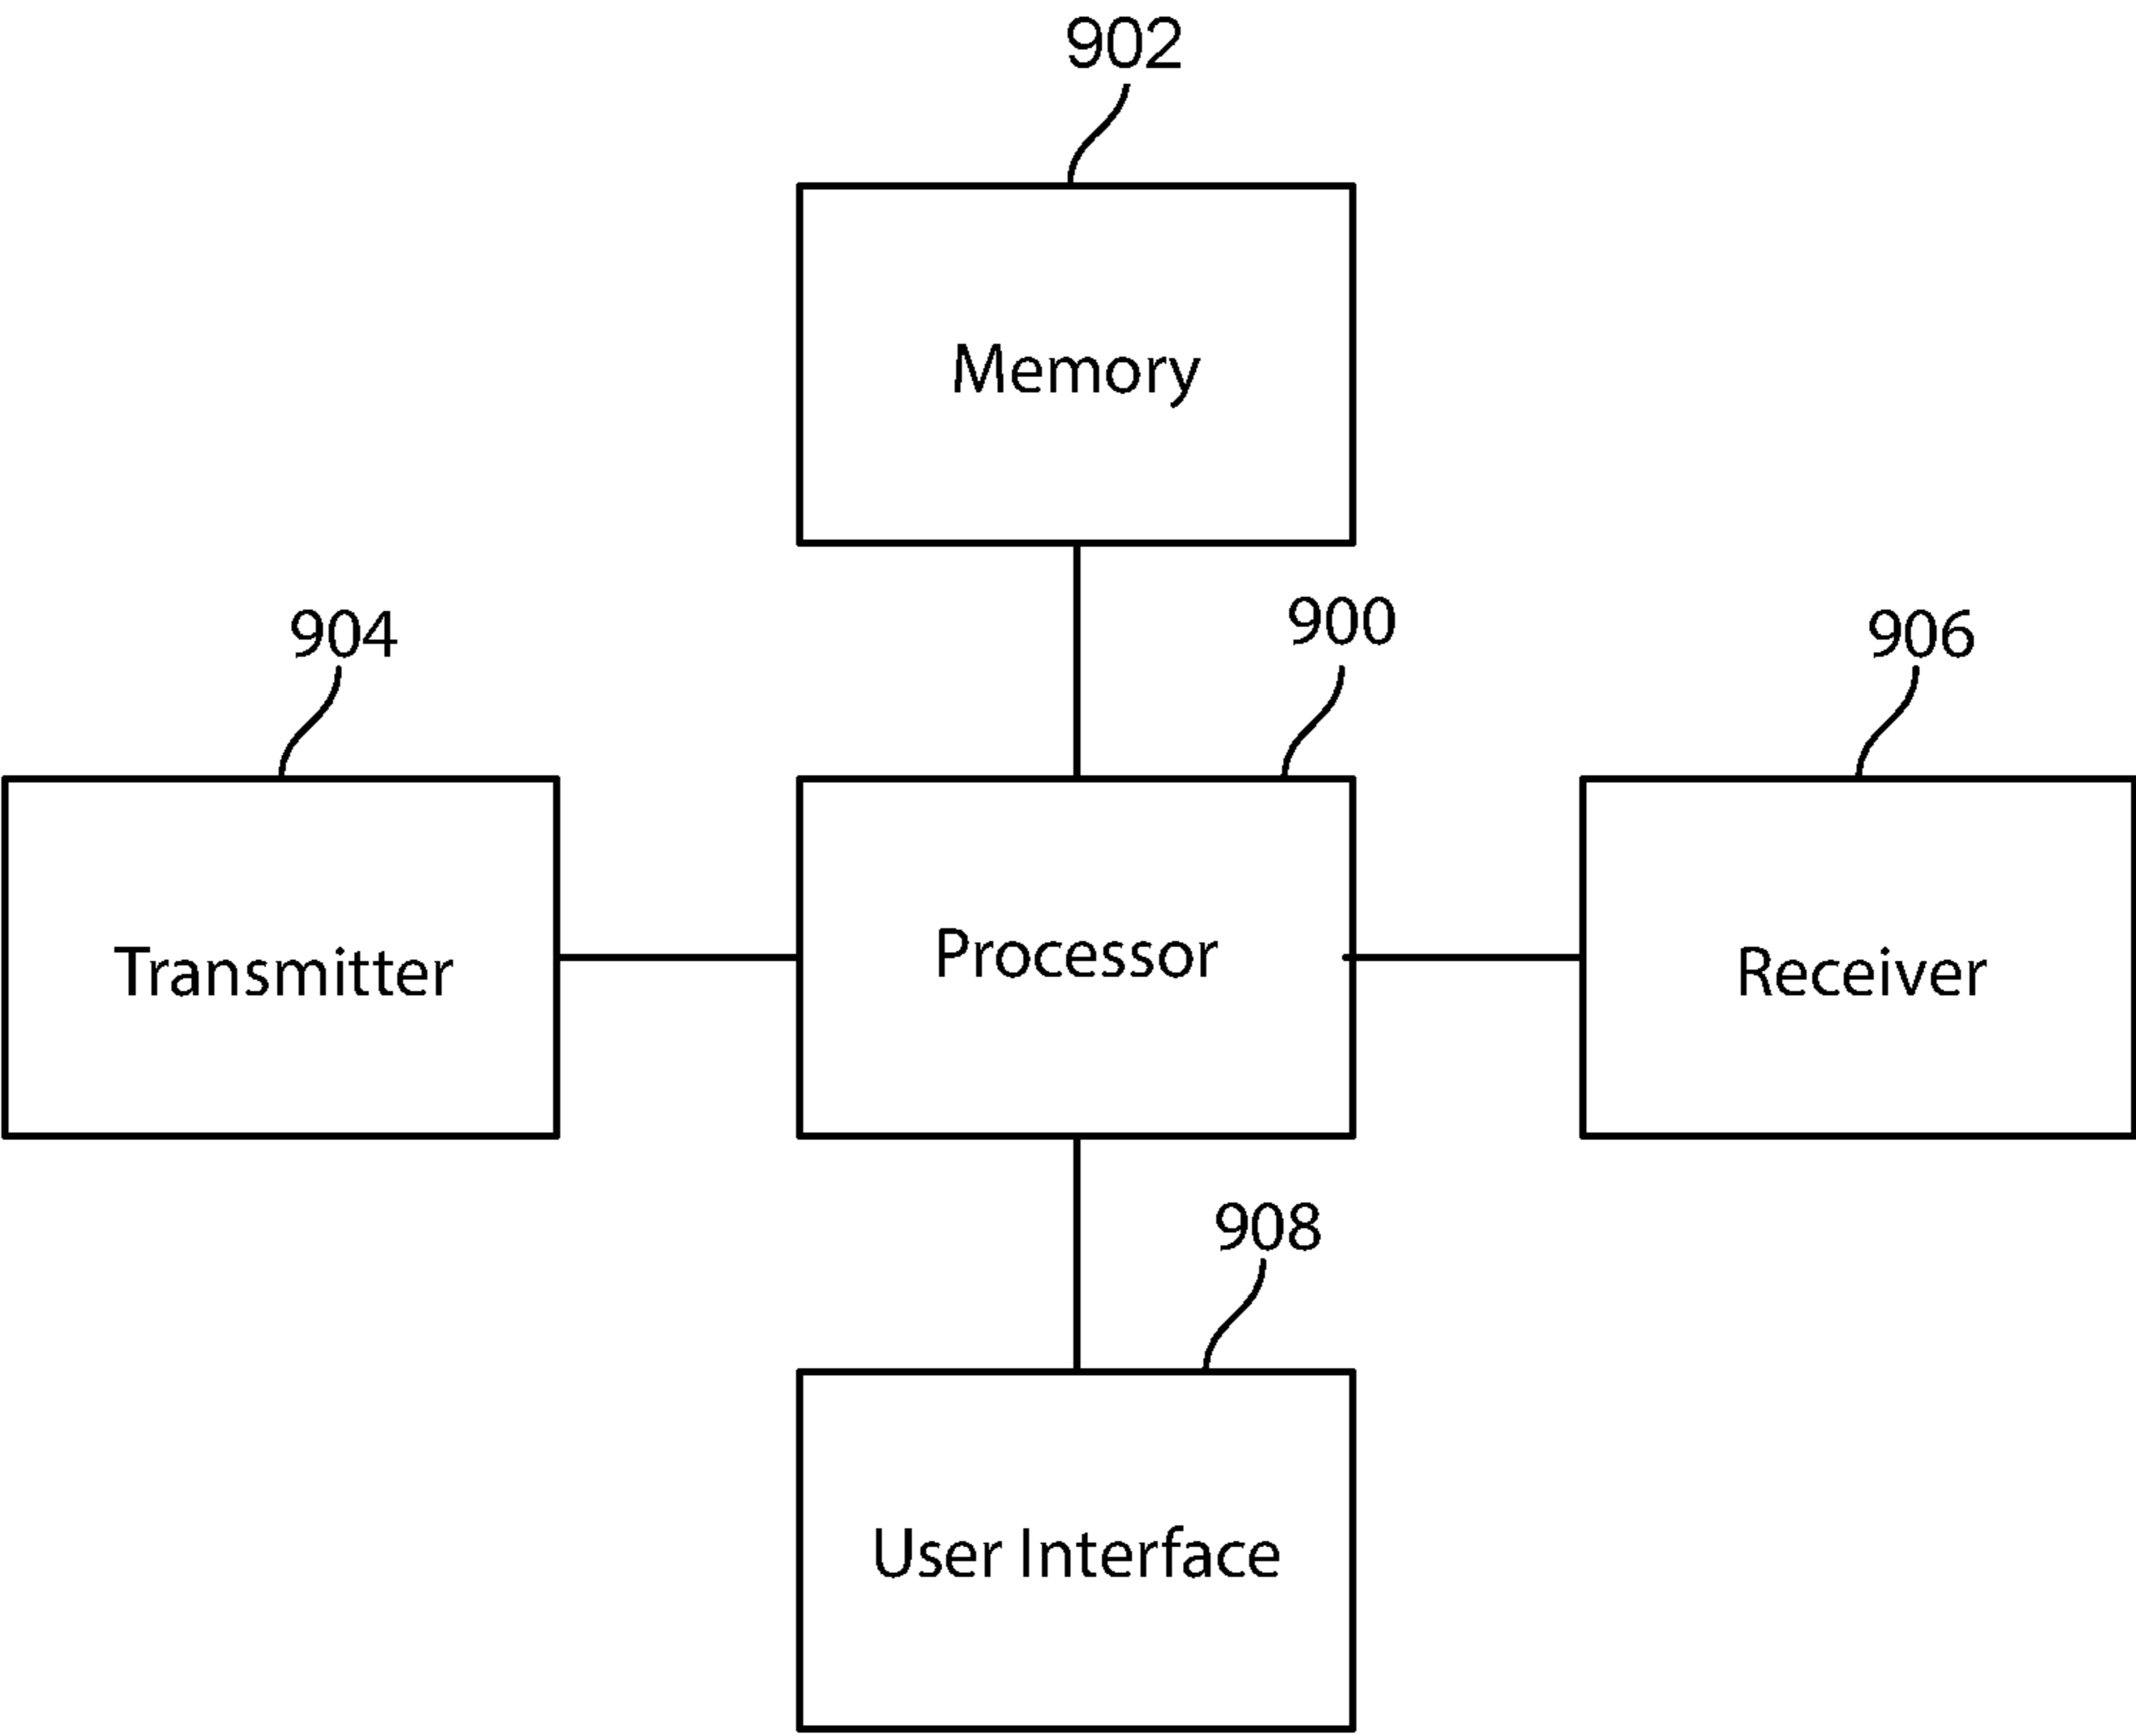 902
Memory
904
900
906
Transmitter
Processor
Receiver
908
User Interface